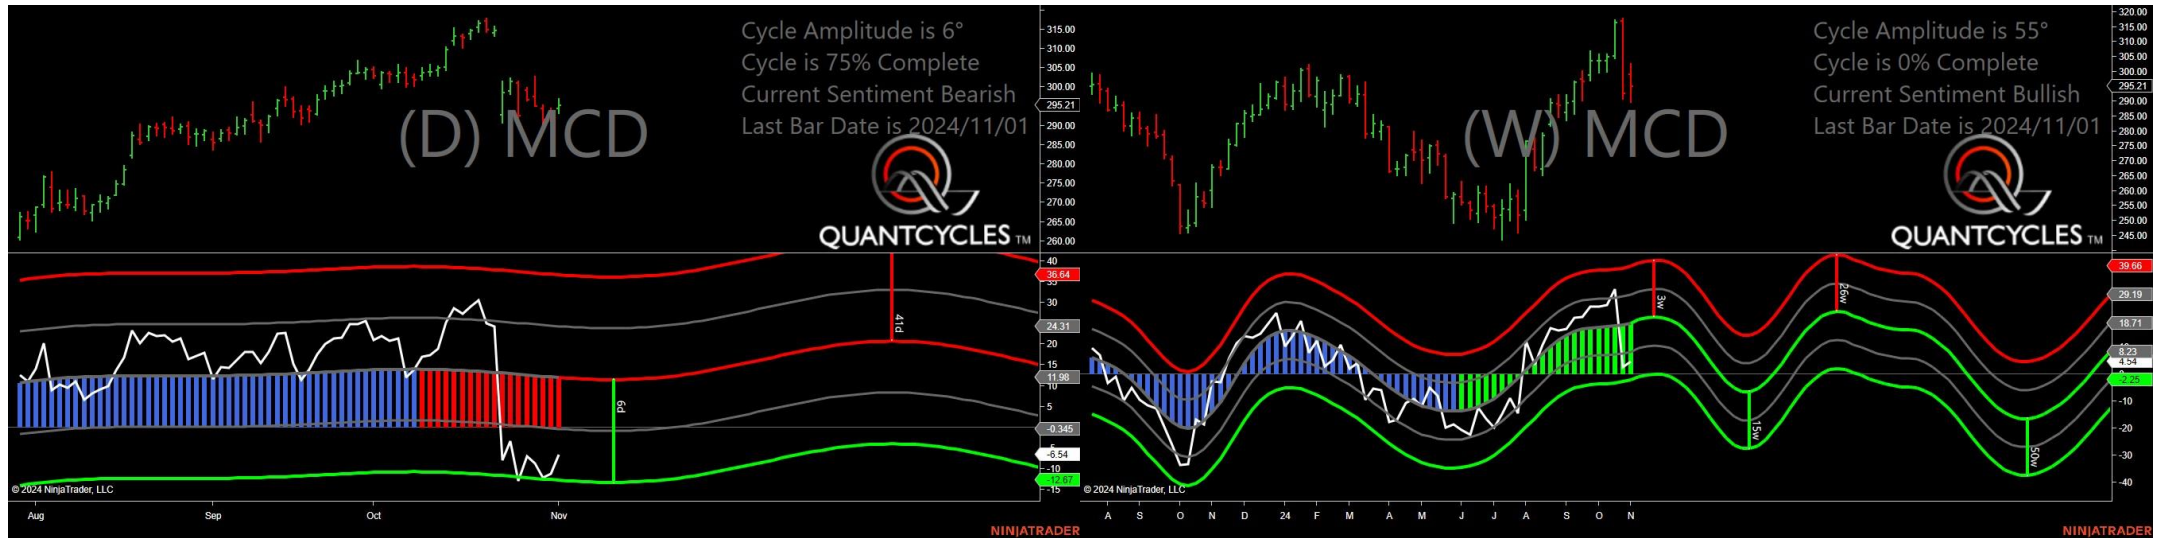 Cycle Amplitude is 6°
Cycle is 75% Complete
Current Sentiment Bearish
Last Bar Date is 2024/11/01
(D) MCD
QUANTCYCLES TM
315.00
310.00
305.00
300.00
295.21
290.00
285.00
280.00
275.00
270.00
265.00
260.00
40
36.64
35
30
24.31
20
15
11.98
10
5
-0.345
-5
-6.54
-10
-12.67
-15
41d
6d
© 2024 NinjaTrader, LLC
Aug Sep Oct Nov
NINJATRADER
Cycle Amplitude is 55°
Cycle is 0% Complete
Current Sentiment Bullish
Last Bar Date is 2024/11/01
(W) MCD
QUANTCYCLES TM
320.00
315.00
310.00
305.00
300.00
295.21
290.00
285.00
280.00
275.00
270.00
265.00
260.00
255.00
250.00
245.00
39.66
29.19
18.71
8.23
4.54
-2.25
-10
-20
-30
-40
3w
26w
15w
50w
© 2024 NinjaTrader, LLC
A S O N D 24 F M A M J J A S O N
NINJATRADER